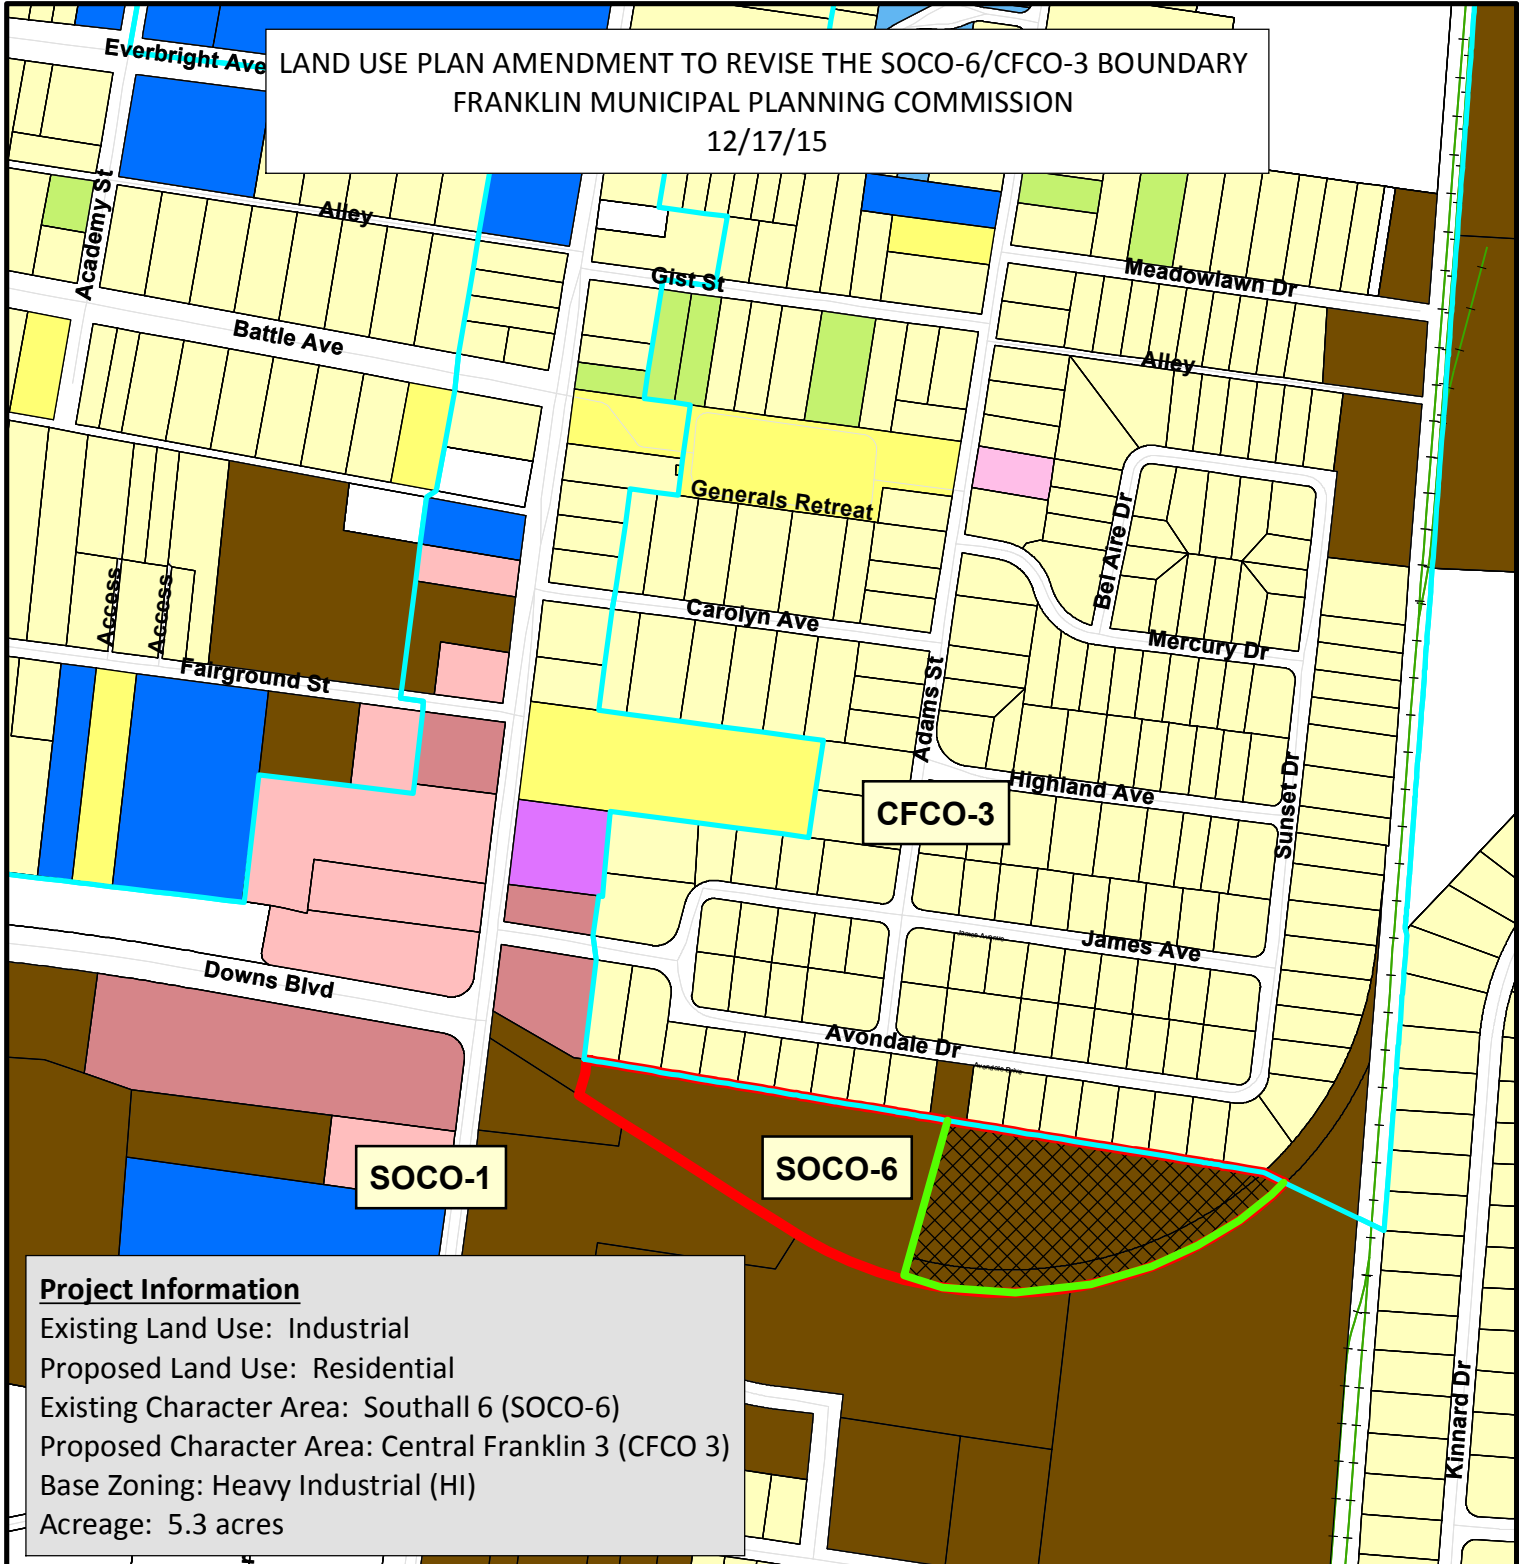 LAND USE PLAN AMENDMENT TO REVISE THE SOCO-6/CFCO-3 BOUNDARY
FRANKLIN MUNICIPAL PLANNING COMMISSION
12/17/15
Everbright Ave
Academy St
Alley
Gist St
Meadowlawn Dr
Battle Ave
Alley
Generals Retreat
Bel Aire Dr
Access
Access
Carolyn Ave
Mercury Dr
Fairground St
Adams St
Highland Ave
Sunset Dr
CFCO-3
James Avenue
James Ave
Downs Blvd
Avondale Dr
Avondale Drive
SOCO-6
SOCO-1
Kinnard Dr
Project Information
Existing Land Use: Industrial
Proposed Land Use: Residential
Existing Character Area: Southall 6 (SOCO-6)
Proposed Character Area: Central Franklin 3 (CFCO 3)
Base Zoning: Heavy Industrial (HI)
Acreage: 5.3 acres